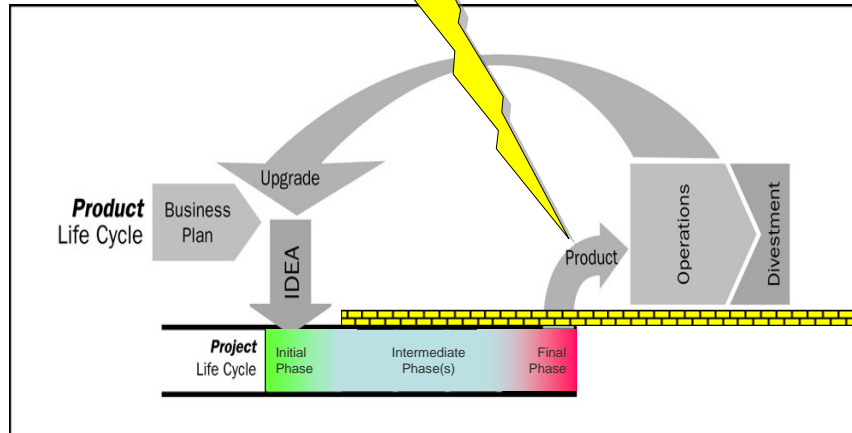 Upgrade
Product
Life Cycle
Business
Plan
IDEA
Product
Operations
Divestment
Project
Life Cycle
Initial
Phase
Intermediate
Phase(s)
Final
Phase